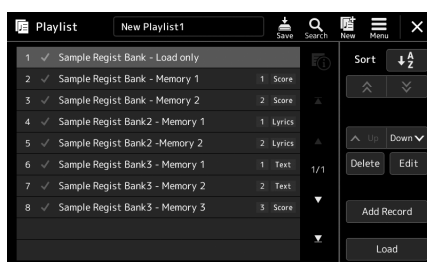 Playlist New Playlist1 Save Search New Menu
1 Sample Regist Bank - Load only
2 Sample Regist Bank - Memory 1 1 Score
3 Sample Regist Bank - Memory 2 2 Score
4 Sample Regist Bank2 - Memory 1 1 Lyrics
5 Sample Regist Bank2 -Memory 2 2 Lyrics
6 Sample Regist Bank3 - Memory 1 1 Text
7 Sample Regist Bank3 - Memory 2 2 Text
8 Sample Regist Bank3 - Memory 3 3 Score
1/1
Sort AZ
Up Down
Delete Edit
Add Record
Load